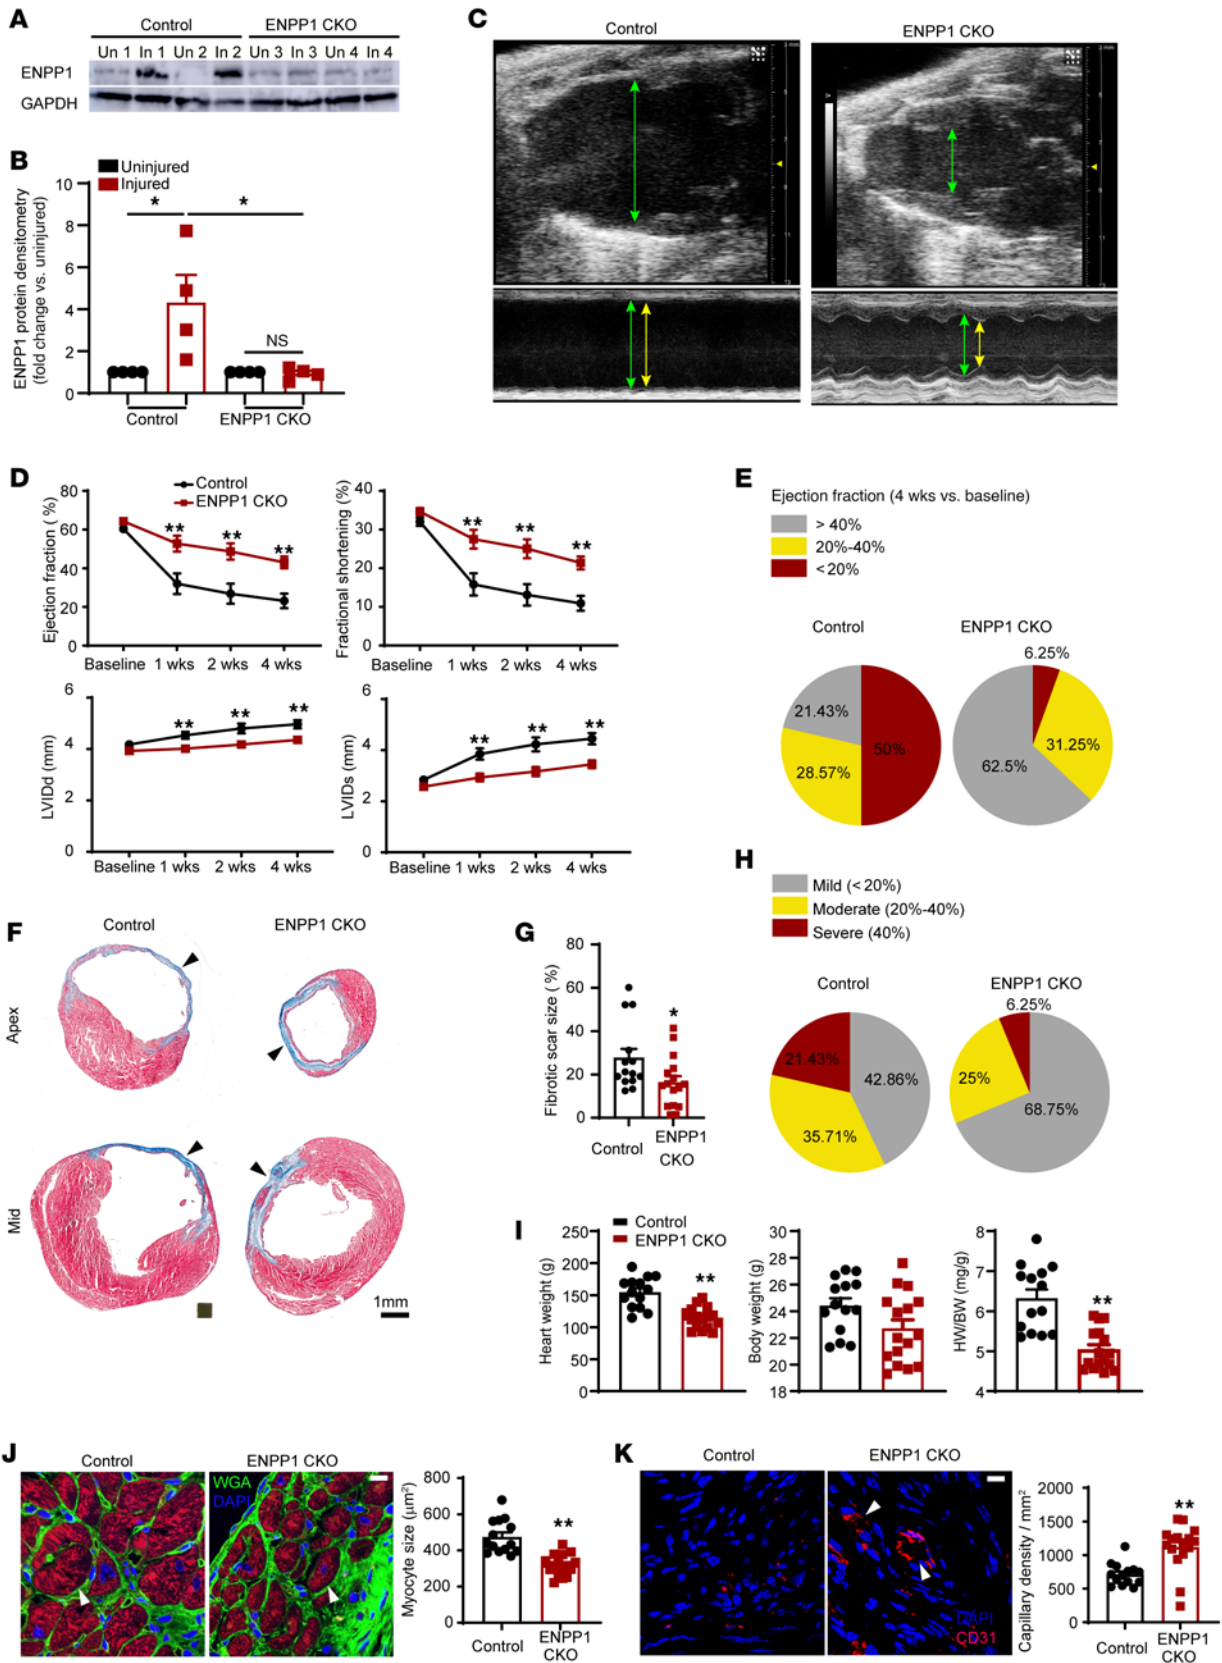 A
Control
ENPP1 CKO
Un 1 In 1 Un 2 In 2 Un 3 In 3 Un 4 In 4
ENPP1
GAPDH
B
Uninjured
Injured
ENPP1 protein densitometry
(fold change vs. uninjured)
10
8
6
4
2
0
*
*
NS
Control
ENPP1 CKO
C
Control
ENPP1 CKO
D
Control
ENPP1 CKO
Ejection fraction ( %)
80
60
40
20
0
** ** **
Baseline 1 wks 2 wks 4 wks
Fractional shortening (%)
40
30
20
10
0
** ** **
Baseline 1 wks 2 wks 4 wks
LVIDd (mm)
6
4
2
0
** ** **
Baseline 1 wks 2 wks 4 wks
LVIDs (mm)
6
4
2
0
** ** **
Baseline 1 wks 2 wks 4 wks
E
Ejection fraction (4 wks vs. baseline)
> 40%
20%-40%
<20%
Control
ENPP1 CKO
21.43%
50%
28.57%
6.25%
31.25%
62.5%
F
Control
ENPP1 CKO
Apex
Mid
1mm
G
Fibrotic scar size ( %)
80
60
40
20
0
*
Control
ENPP1
CKO
H
Mild (< 20%)
Moderate (20%-40%)
Severe (40%)
Control
ENPP1 CKO
21.43%
42.86%
35.71%
6.25%
25%
68.75%
I
Control
ENPP1 CKO
Heart weight (g)
250
200
150
100
50
0
**
Body weight (g)
30
28
26
24
22
20
18
HW/BW (mg/g)
8
7
6
5
4
**
J
Control
ENPP1 CKO
WGA
DAPI
Myocyte size (μm²)
800
600
400
200
0
**
Control
ENPP1
CKO
K
Control
ENPP1 CKO
DAPI
CD31
Capillary density / mm²
2000
1500
1000
500
0
**
Control
ENPP1
CKO